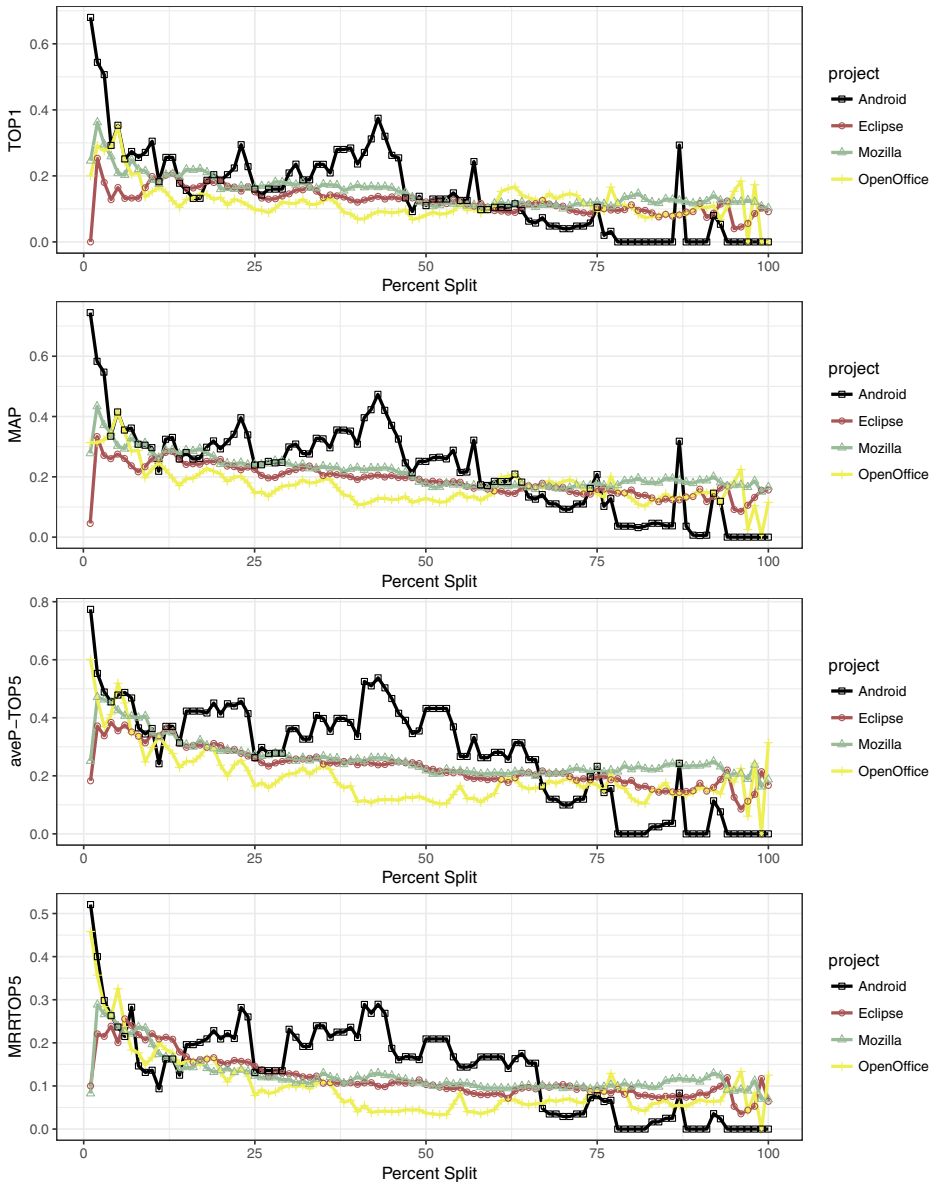 TOP1
0.6
0.4
0.2
0.0
0 25 50 75 100
Percent Split
project
Android
Eclipse
Mozilla
OpenOffice
MAP
0.6
0.4
0.2
0.0
0 25 50 75 100
Percent Split
project
Android
Eclipse
Mozilla
OpenOffice
aveP−TOP5
0.8
0.6
0.4
0.2
0.0
0 25 50 75 100
Percent Split
project
Android
Eclipse
Mozilla
OpenOffice
MRRTOP5
0.5
0.4
0.3
0.2
0.1
0.0
0 25 50 75 100
Percent Split
project
Android
Eclipse
Mozilla
OpenOffice